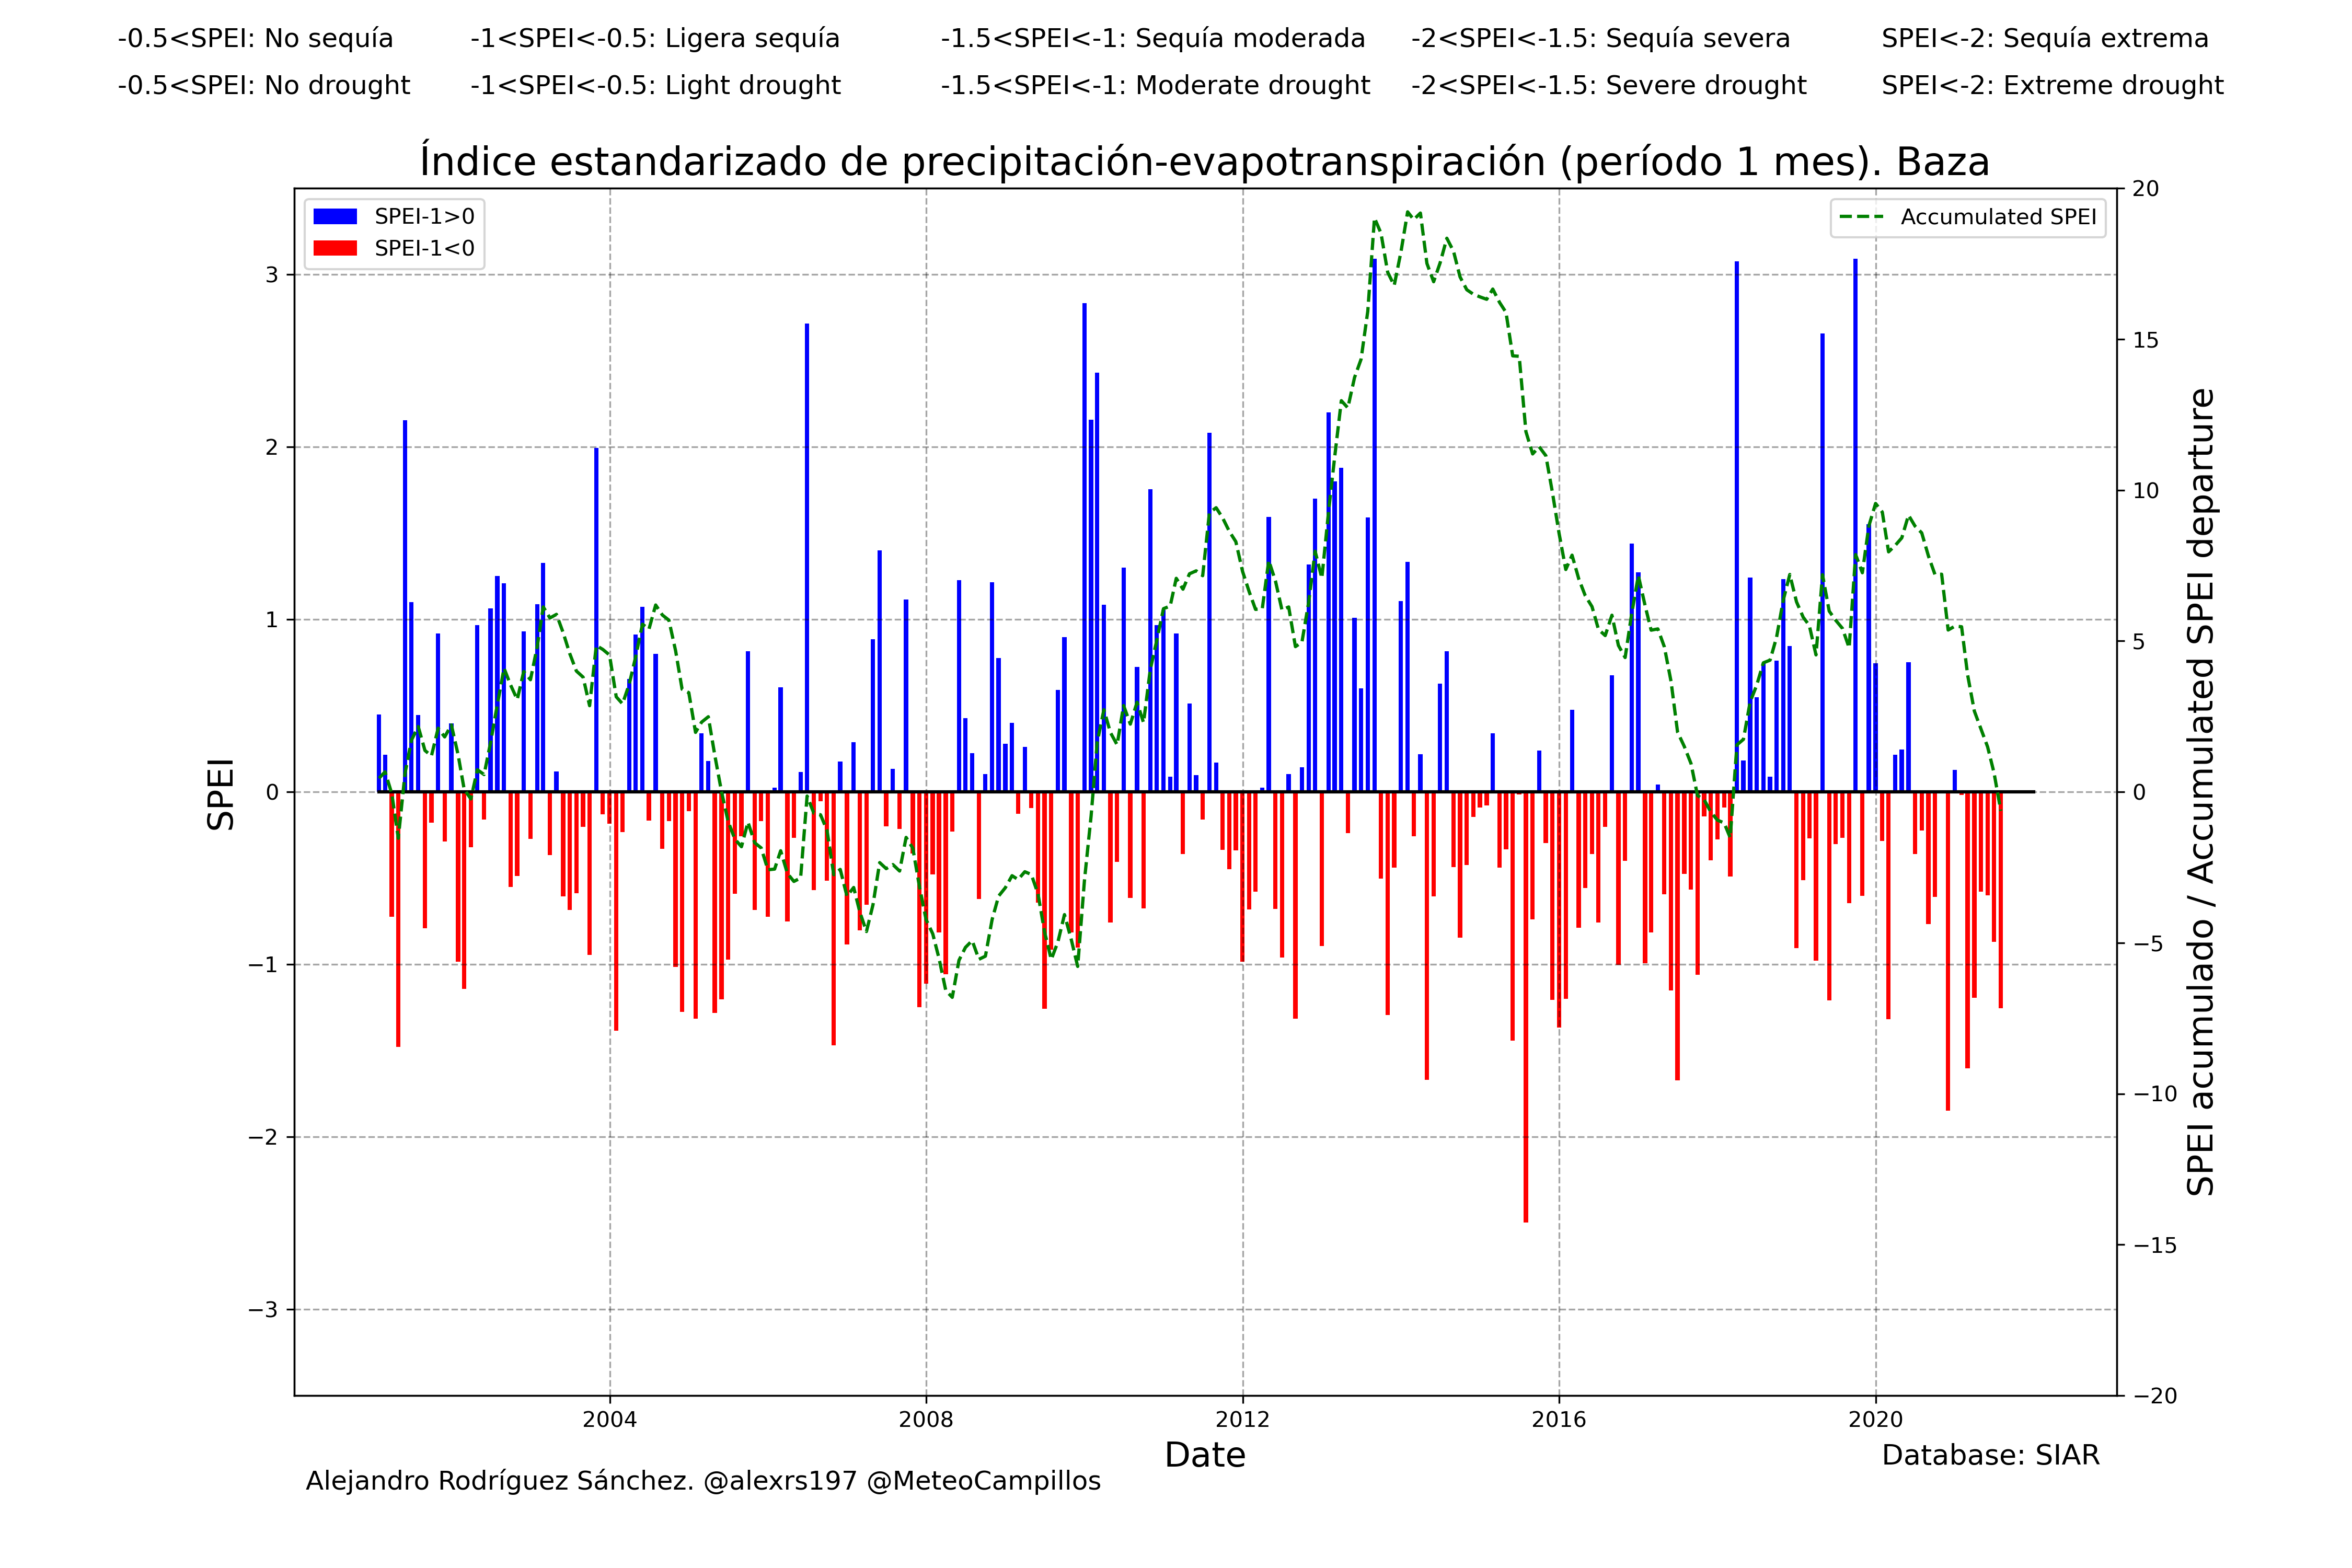 -0.5<SPEI: No sequía -1<SPEI<-0.5: Ligera sequía -1.5<SPEI<-1: Sequía moderada -2<SPEI<-1.5: Sequía severa SPEI<-2: Sequía extrema
-0.5<SPEI: No drought -1<SPEI<-0.5: Light drought -1.5<SPEI<-1: Moderate drought -2<SPEI<-1.5: Severe drought SPEI<-2: Extreme drought
Índice estandarizado de precipitación-evapotranspiración (período 1 mes). Baza
SPEI-1>0
SPEI-1<0
Accumulated SPEI
SPEI
3
2
1
0
−1
−2
−3
20
15
10
5
0
−5
−10
−15
−20
SPEI acumulado / Accumulated SPEI departure
2004 2008 2012 2016 2020
Date
Database: SIAR
Alejandro Rodríguez Sánchez. @alexrs197 @MeteoCampillos